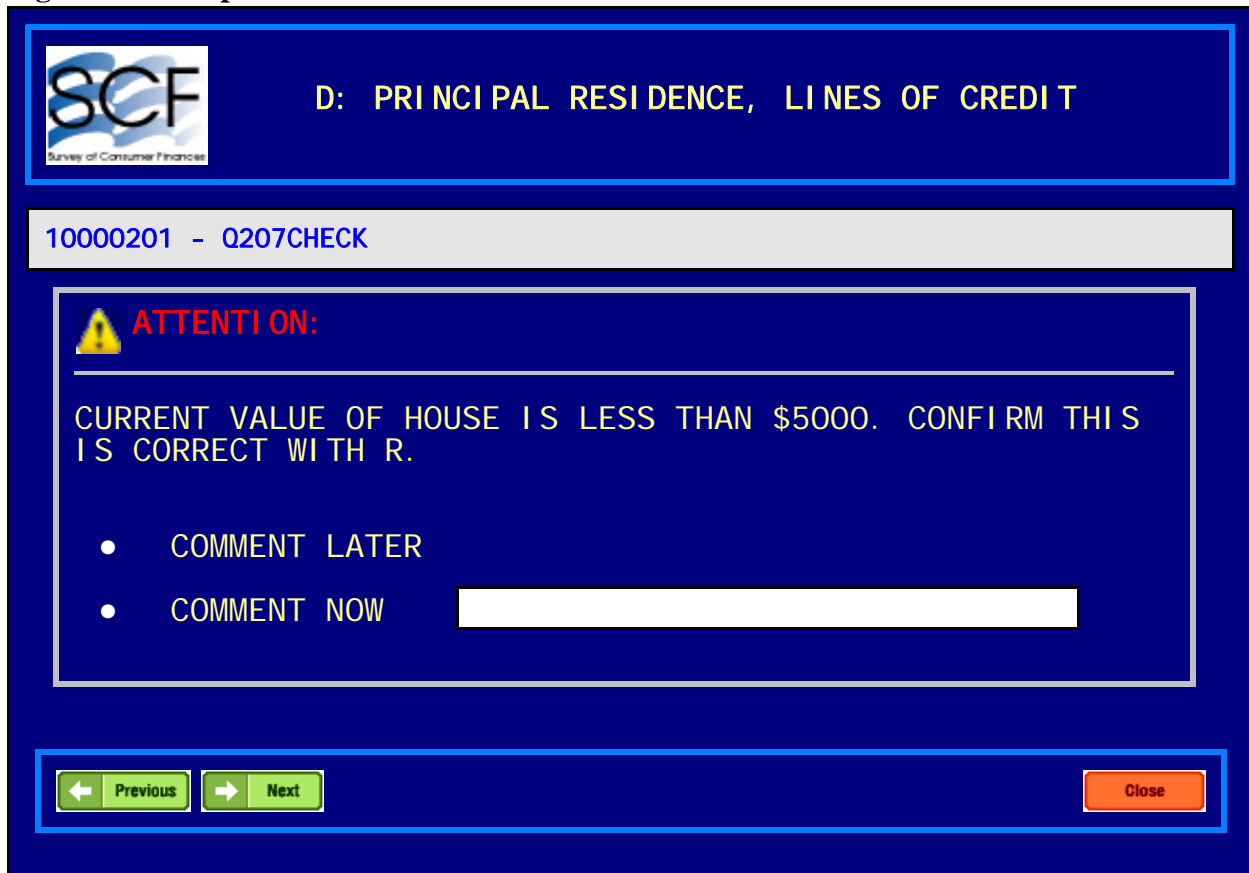 SCF
Survey of Consumer Finances
D: PRINCIPAL RESIDENCE, LINES OF CREDIT
10000201 - Q207CHECK
ATTENTION:
CURRENT VALUE OF HOUSE IS LESS THAN $5000. CONFIRM THIS
IS CORRECT WITH R.
● COMMENT LATER
● COMMENT NOW
Previous
Next
Close